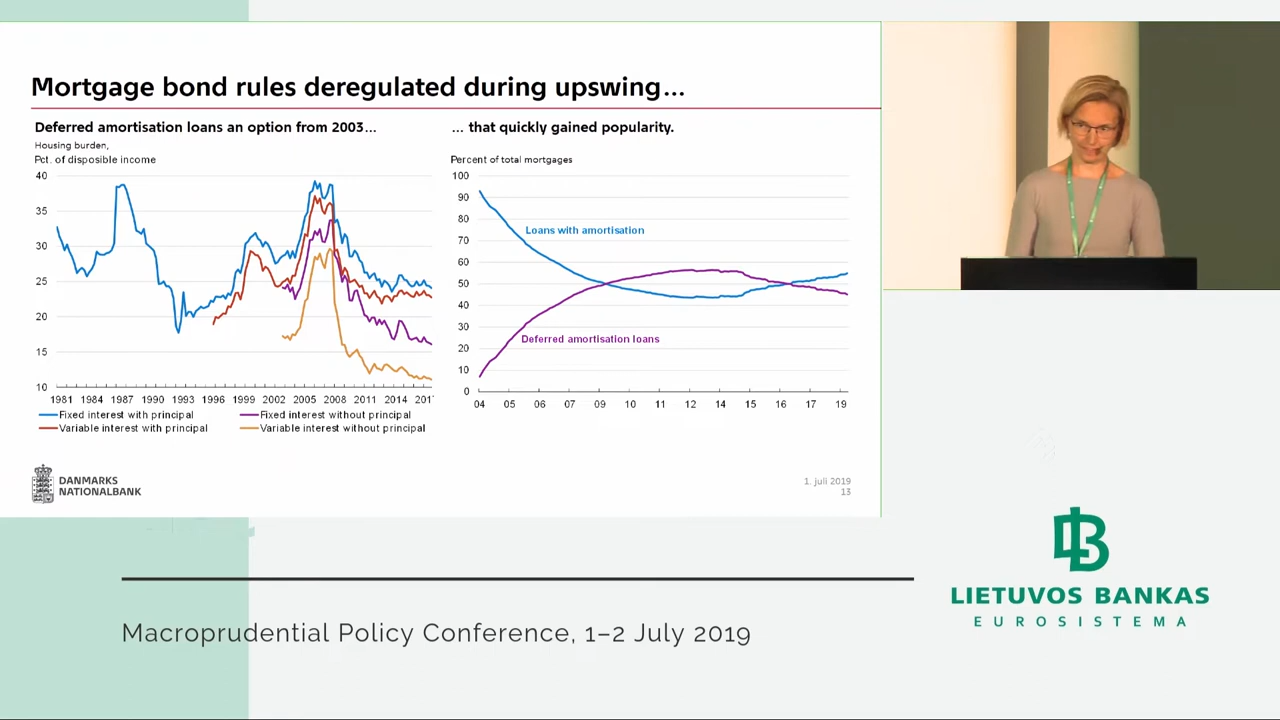 Mortgage bond rules deregulated during upswing...
Deferred amortisation loans an option from 2003...
Housing burden,
Pct. of disposible income
40
35
30
25
20
15
10
1981 1984 1987 1990 1993 1996 1999 2002 2005 2008 2011 2014 201
Fixed interest with principal
Fixed interest without principal
Variable interest with principal
Variable interest without principal
... that quickly gained popularity.
Percent of total mortgages
100
90
80
70
60
50
40
30
20
10
0
Loans with amortisation
Deferred amortisation loans
04 05 06 07 09 10 11 12 14 15 16 17 19
DANMARKS
NATIONALBANK
1. juli 2019
13
Macroprudential Policy Conference, 1–2 July 2019
LIETUVOS BANKAS
EUROSISTEMA